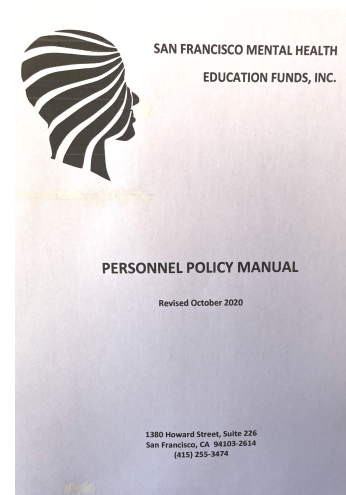 SAN FRANCISCO MENTAL HEALTH
EDUCATION FUNDS, INC.
PERSONNEL POLICY MANUAL
Revised October 2020
1380 Howard Street, Suite 226
San Francisco, CA 94103-2614
(415) 255-3474